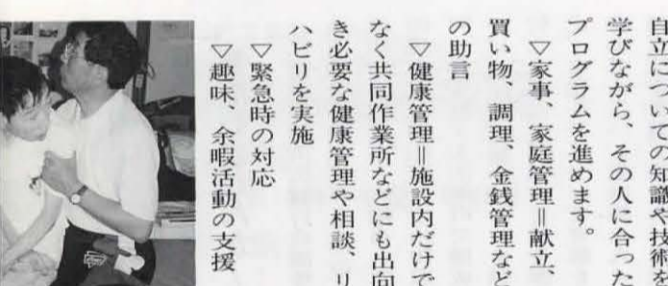 自立についての知識や技術を
学びながら、その人に合った
プログラムを進めます。
▽家事、家庭管理＝献立、
買い物、調理、金銭管理など
の助言
▽健康管理＝施設内だけで
なく共同作業所などにも出向
き必要な健康管理や相談、リ
ハビリを実施
▽緊急時の対応
▽趣味、余暇活動の支援